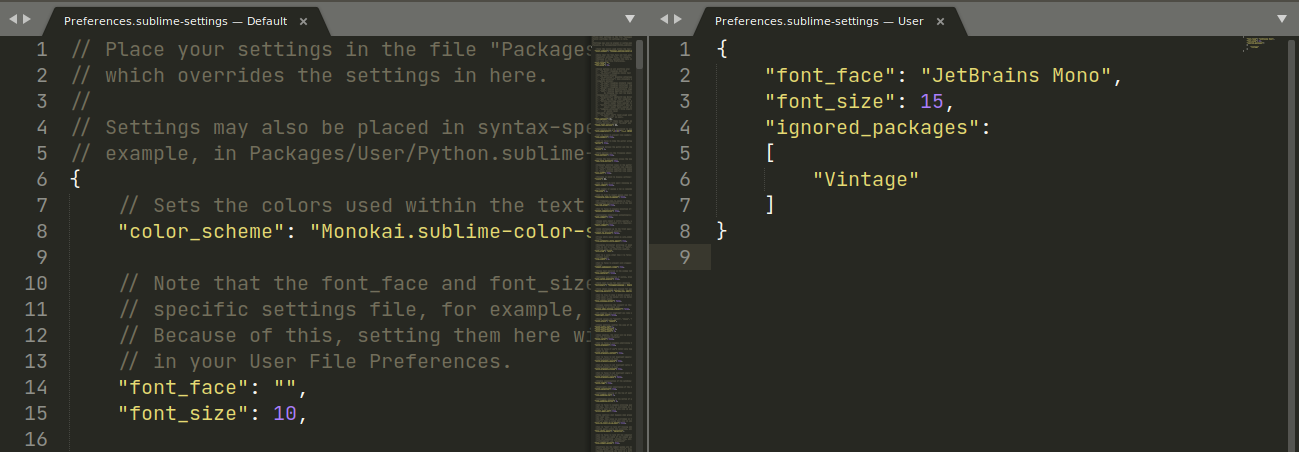 Preferences.sublime-settings — Default ×
1 // Place your settings in the file "Packages
2 // which overrides the settings in here.
3 //
4 // Settings may also be placed in syntax-spe
5 // example, in Packages/User/Python.sublime-
6 {
7 // Sets the colors used within the text
8 "color_scheme": "Monokai.sublime-color-s
9
10 // Note that the font_face and font_size
11 // specific settings file, for example,
12 // Because of this, setting them here wi
13 // in your User File Preferences.
14 "font_face": "",
15 "font_size": 10,
16
Preferences.sublime-settings — User ×
1 {
2 "font_face": "JetBrains Mono",
3 "font_size": 15,
4 "ignored_packages":
5 [
6 "Vintage"
7 ]
8 }
9